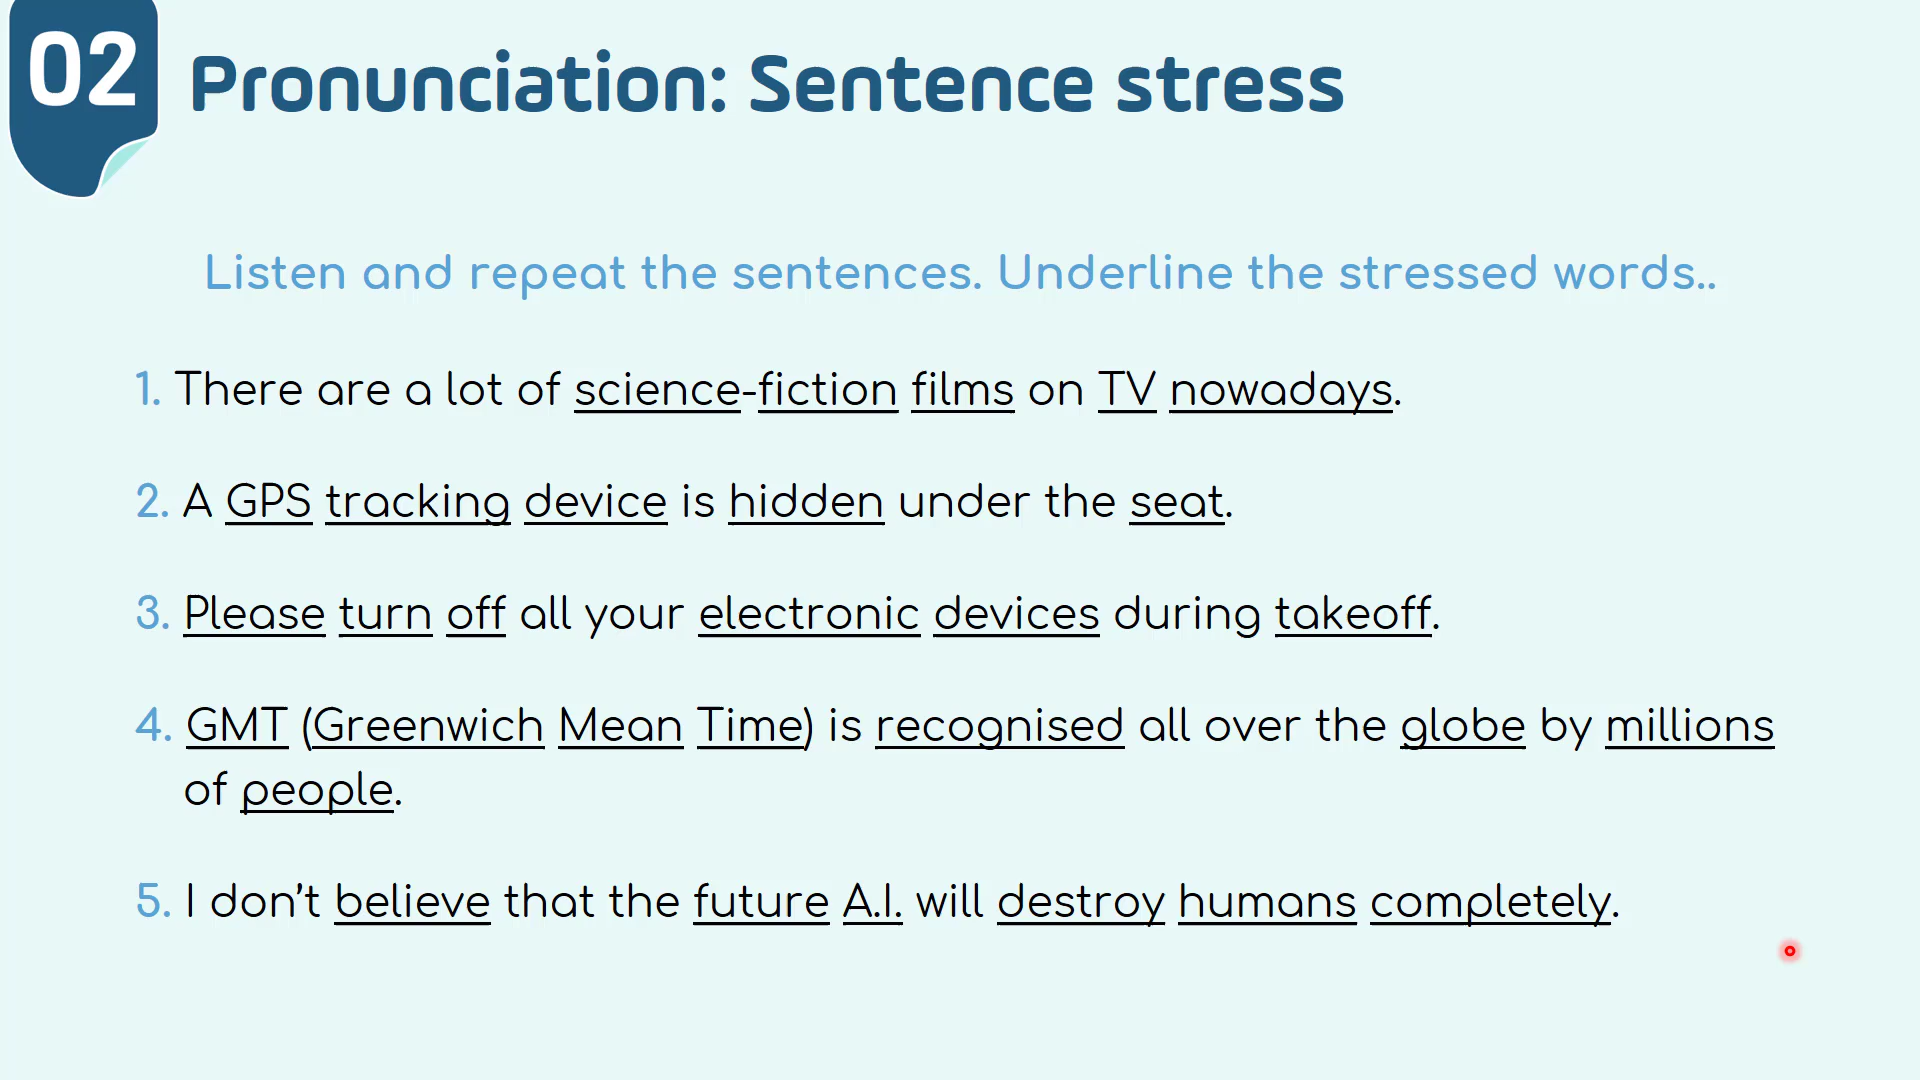 02
Pronunciation: Sentence stress
Listen and repeat the sentences. Underline the stressed words..
1. There are a lot of science-fiction films on TV nowadays.
2. A GPS tracking device is hidden under the seat.
3. Please turn off all your electronic devices during takeoff.
4. GMT (Greenwich Mean Time) is recognised all over the globe by millions
of people.
5. I don’t believe that the future A.I. will destroy humans completely.